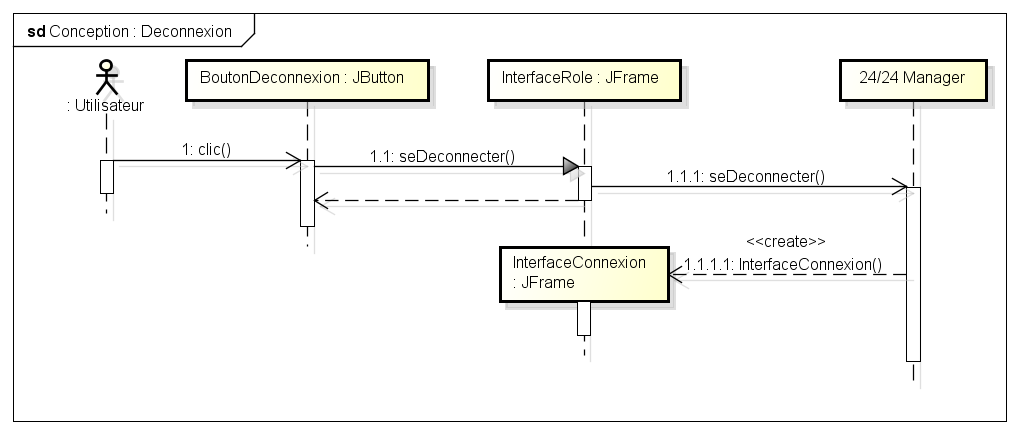 sd Conception : Deconnexion
: Utilisateur
BoutonDeconnexion : JButton
InterfaceRole : JFrame
24/24 Manager
1: clic()
1.1: seDeconnecter()
1.1.1: seDeconnecter()
<<create>>
1.1.1.1: InterfaceConnexion()
InterfaceConnexion
: JFrame